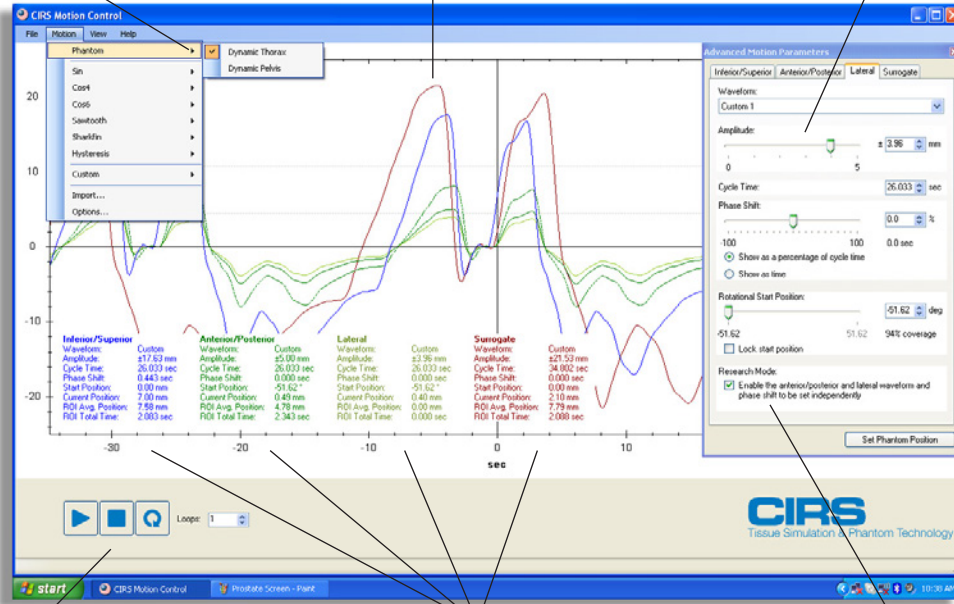 CIRS Motion Control
File Motion View Help
Phantom
Dynamic Thorax
Dynamic Pelvis
Sin
Cos4
Cos6
Sawtooth
Sharkfin
Hysteresis
Custom
Import...
Options...
20
10
0
-10
-20
Inferior/Superior
Waveform: Custom
Amplitude: ±17.63 mm
Cycle Time: 26.033 sec
Phase Shift: 0.443 sec
Start Position: 0.00 mm
Current Position: 7.00 mm
ROI Avg. Position: 7.58 mm
ROI Total Time: 2.083 sec
Anterior/Posterior
Waveform: Custom
Amplitude: ±5.00 mm
Cycle Time: 26.033 sec
Phase Shift: 0.000 sec
Start Position: -51.62 °
Current Position: 0.49 mm
ROI Avg. Position: 4.78 mm
ROI Total Time: 2.343 sec
Lateral
Waveform: Custom
Amplitude: ±3.96 mm
Cycle Time: 26.033 sec
Phase Shift: 0.000 sec
Start Position: -51.62 °
Current Position: 0.40 mm
ROI Avg. Position: 0.00 mm
ROI Total Time: 0.000 sec
Surrogate
Waveform: Custom
Amplitude: ±21.53 mm
Cycle Time: 34.802 sec
Phase Shift: 0.000 sec
Start Position: 0.00 mm
Current Position: 2.10 mm
ROI Avg. Position: 7.79 mm
ROI Total Time: 2.088 sec
-30 -20 -10 0 10
sec
Advanced Motion Parameters
Inferior/Superior Anterior/Posterior Lateral Surrogate
Waveform:
Custom 1
Amplitude:
± 3.96 mm
0 5
Cycle Time: 26.033 sec
Phase Shift:
0.0 %
-100 100 0.0 sec
Show as a percentage of cycle time
Show as time
Rotational Start Position:
-51.62 deg
-51.62 51.62 94% coverage
Lock start position
Research Mode:
Enable the anterior/posterior and lateral waveform and
phase shift to be set independently
Set Phantom Position
Loops: 1
CIRS
Tissue Simulation & Phantom Technology
start CIRS Motion Control Prostate Screen - Paint 10:38 AM